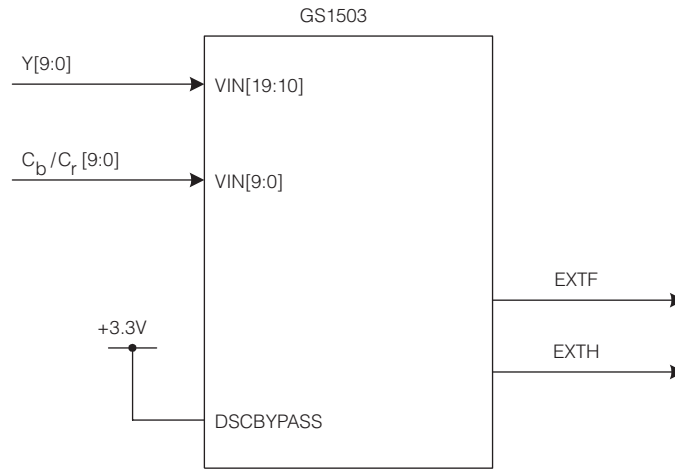 GS1503
Y[9:0]
VIN[19:10]
Cb/Cr [9:0]
VIN[9:0]
EXTF
+3.3V
EXTH
DSCBYPASS